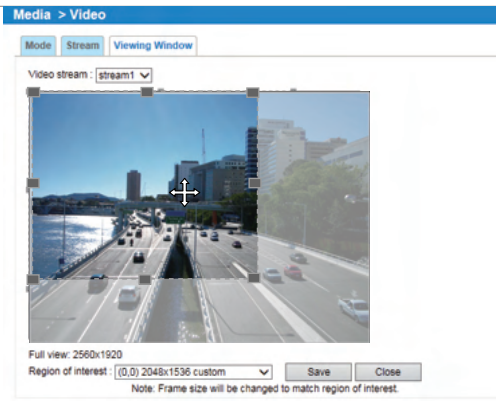 Media > Video
Mode Stream Viewing Window
Video stream : stream1
Full view: 2560x1920
Region of interest : (0,0) 2048x1536 custom Save Close
Note: Frame size will be changed to match region of interest.